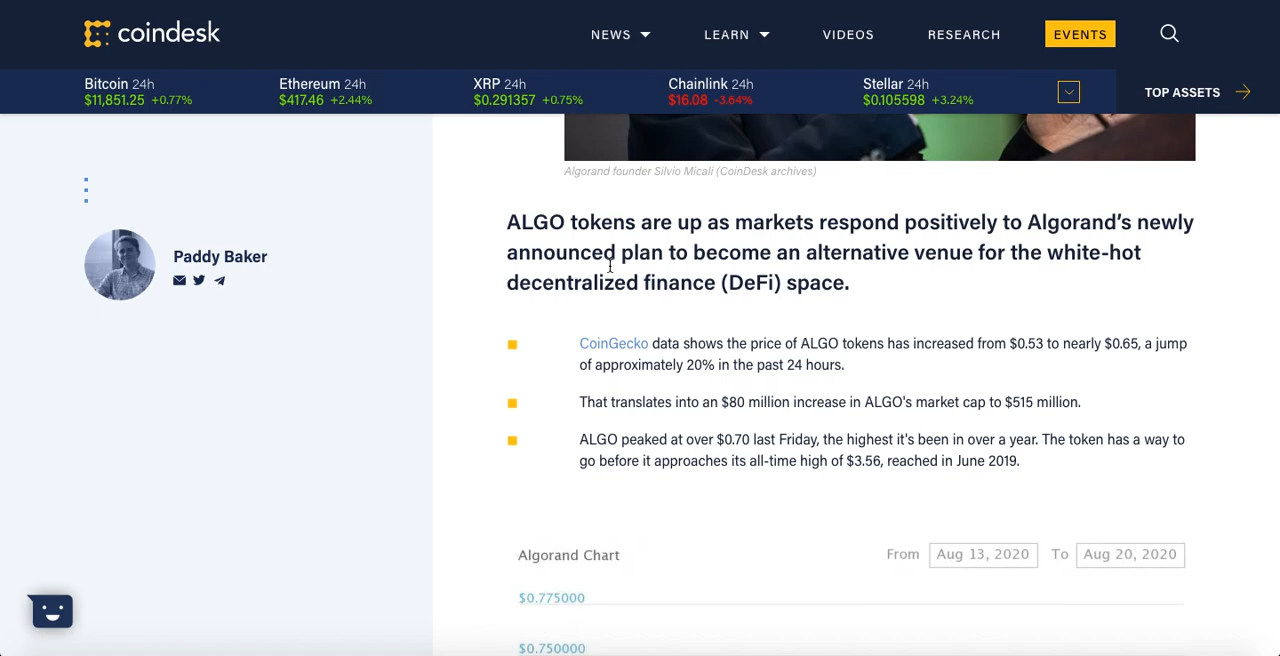 coindesk
NEWS
LEARN
VIDEOS
RESEARCH
EVENTS
Bitcoin 24h
$11,851.25 +0.77%
Ethereum 24h
$417.46 +2.44%
XRP 24h
$0.291357 +0.75%
Chainlink 24h
$16.08 -3.64%
Stellar 24h
$0.105598 +3.24%
TOP ASSETS
Algorand founder Silvio Micali (CoinDesk archives)
Paddy Baker
ALGO tokens are up as markets respond positively to Algorand's newly
announced plan to become an alternative venue for the white-hot
decentralized finance (DeFi) space.
CoinGecko data shows the price of ALGO tokens has increased from $0.53 to nearly $0.65, a jump
of approximately 20% in the past 24 hours.
That translates into an $80 million increase in ALGO's market cap to $515 million.
ALGO peaked at over $0.70 last Friday, the highest it's been in over a year. The token has a way to
go before it approaches its all-time high of $3.56, reached in June 2019.
Algorand Chart
From Aug 13, 2020 To Aug 20, 2020
$0.775000
$0.750000